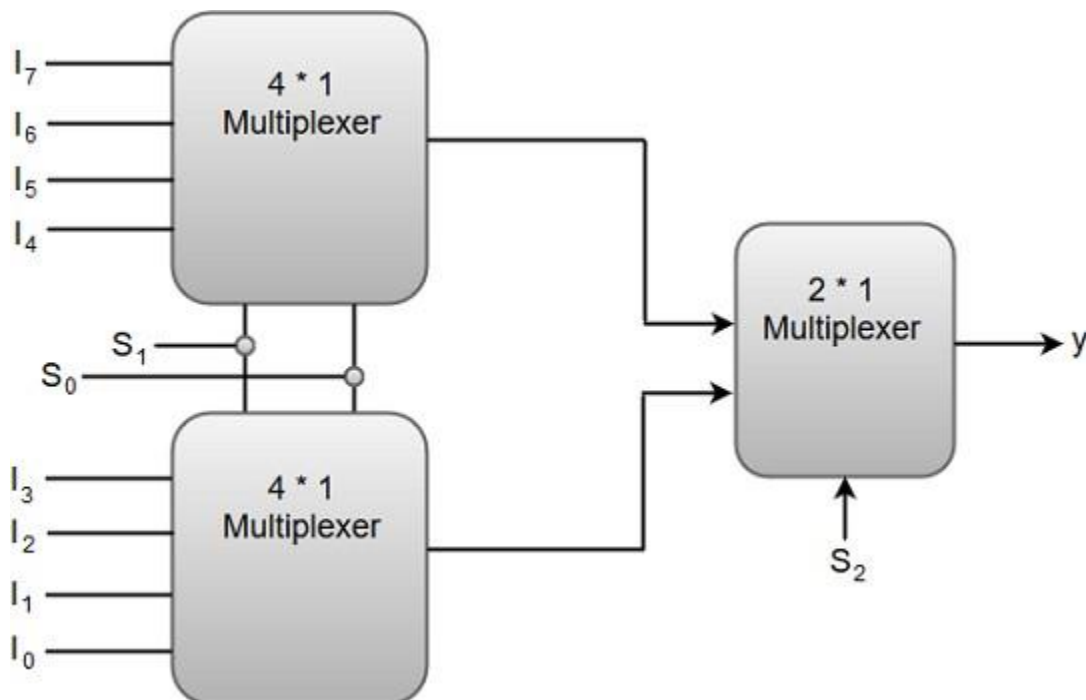 I7
I6
I5
I4
4 * 1
Multiplexer
S1
S0
I3
I2
I1
I0
4 * 1
Multiplexer
2 * 1
Multiplexer
y
S2